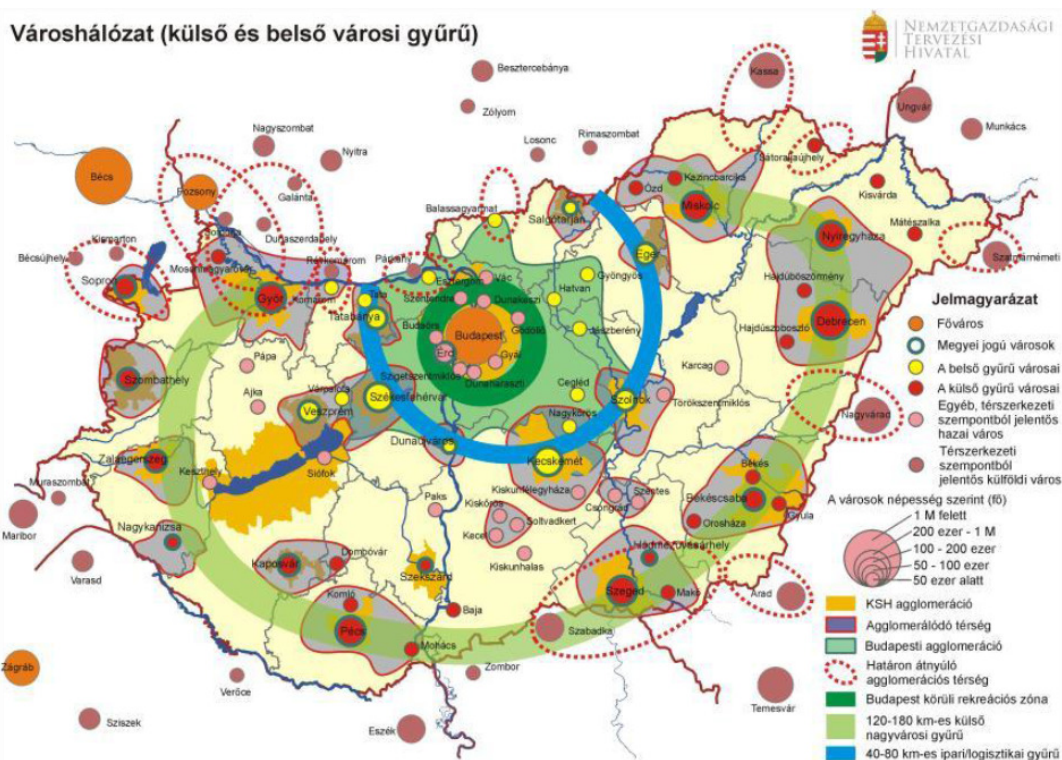 Városhálózat (külső és belső városi gyűrű)
NEMZETGAZDASÁGI
TERVEZÉSI
HIVATAL
Besztercebánya
Kassa
Ungvár
Zólyom
Munkács
Nagyszombat
Nyitra
Losonc
Rimaszombat
Bécs
Pozsony
Galánta
Sátoraljaújhely
Kazincbarcika
Ózd
Miskolc
Kisvárda
Balassagyarmat
Salgótarján
Mátészalka
Nyíregyháza
Kismarton
Bécsújhely
Dunaszerdahely
Mosonmagyaróvár
Révkomárom
Párkány
Esztergom
Vác
Eger
Gyöngyös
Szatmárnémeti
Sopron
Győr
Komárom
Tata
Tatabánya
Szentendre
Dunakeszi
Hatvan
Hajdúböszörmény
Budaörs
Budapest
Gödöllő
Jászberény
Hajdúszoboszló
Debrecen
Pápa
Érd
Gyál
Szigetszentmiklós
Dunaharaszti
Karcag
Szombathely
Ajka
Várpalota
Székesfehérvár
Cegléd
Szolnok
Törökszentmiklós
Nagyvárad
Veszprém
Nagykőrös
Dunaújváros
Zalaegerszeg
Keszthely
Siófok
Kecskemét
Békés
Muraszombat
Kiskunfélegyháza
Szentes
Csongrád
Békéscsaba
Gyula
Orosháza
Maribor
Nagykanizsa
Paks
Kiskőrös
Soltvadkert
Kecel
Varasd
Kaposvár
Dombóvár
Szekszárd
Kiskunhalas
Hódmezővásárhely
Szeged
Makó
Arad
Komló
Pécs
Baja
Szabadka
Mohács
Zágráb
Verőce
Zombor
Temesvár
Sziszek
Eszék
Jelmagyarázat
Főváros
Megyei jogú városok
A belső gyűrű városai
A külső gyűrű városai
Egyéb, térszerkezeti
szempontból jelentős
hazai város
Térszerkezeti
szempontból
jelentős külföldi város
A városok népesség szerint (fő)
1 M felett
200 ezer - 1 M
100 - 200 ezer
50 - 100 ezer
50 ezer alatt
KSH agglomeráció
Agglomerálódó térség
Budapesti agglomeráció
Határon átnyúló
agglomerációs térség
Budapest körüli rekreációs zóna
120-180 km-es külső
nagyvárosi gyűrű
40-80 km-es ipari/logisztikai gyűrű